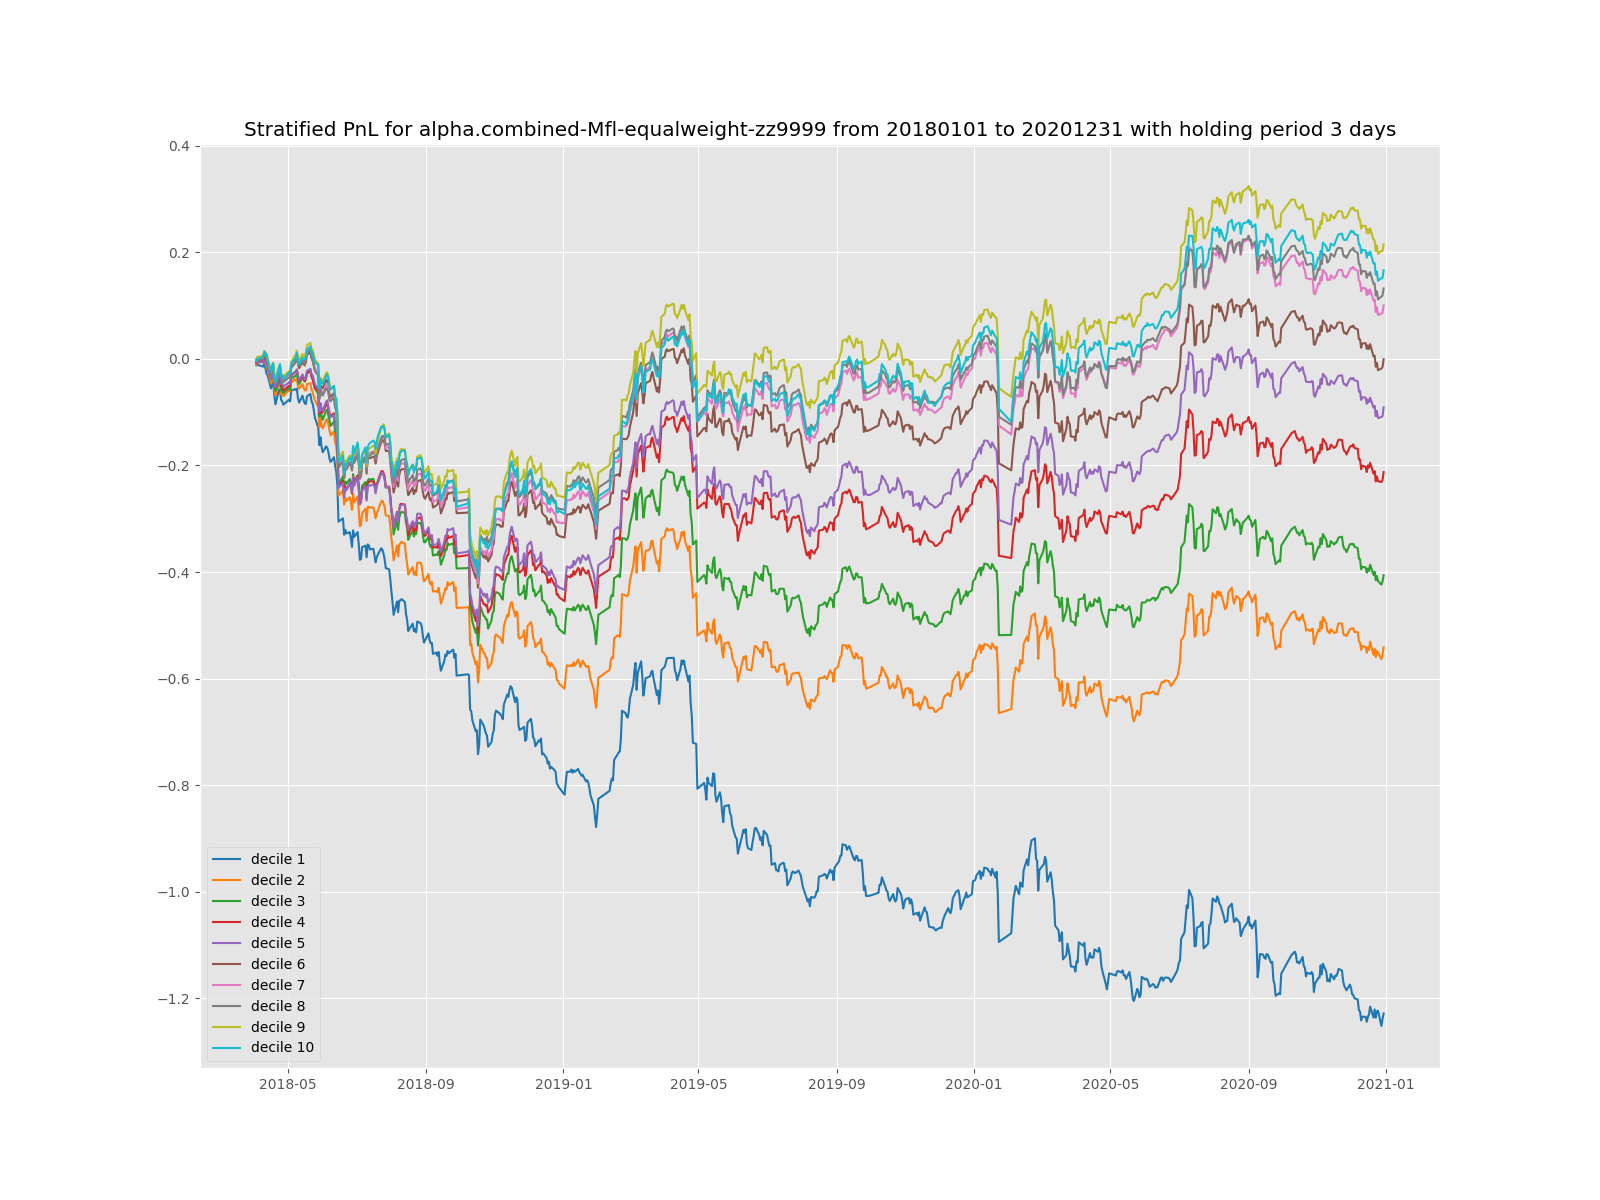 Stratified PnL for alpha.combined-Mfl-equalweight-zz9999 from 20180101 to 20201231 with holding period 3 days
0.4
0.2
0.0
−0.2
−0.4
−0.6
−0.8
−1.0
−1.2
decile 1
decile 2
decile 3
decile 4
decile 5
decile 6
decile 7
decile 8
decile 9
decile 10
2018-05 2018-09 2019-01 2019-05 2019-09 2020-01 2020-05 2020-09 2021-01